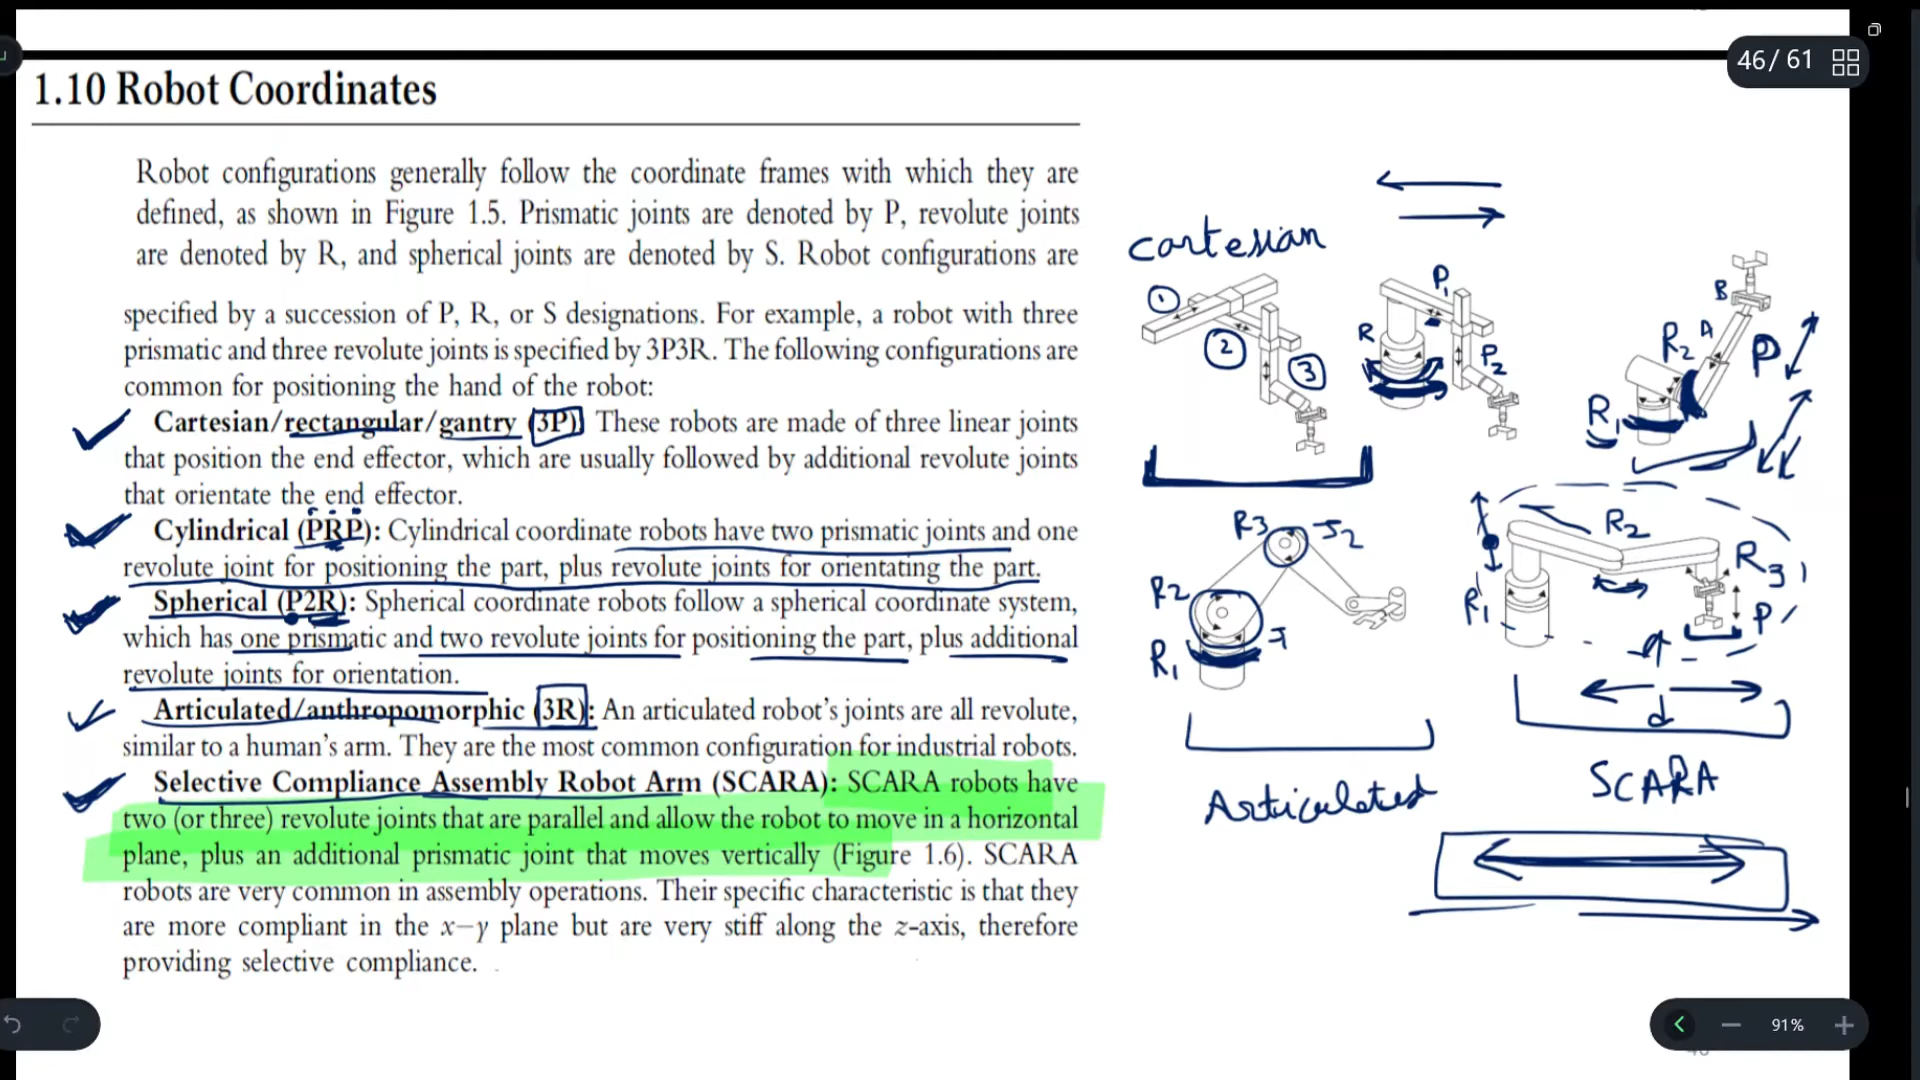 46 / 61
1.10 Robot Coordinates
Robot configurations generally follow the coordinate frames with which they are
defined, as shown in Figure 1.5. Prismatic joints are denoted by P, revolute joints
are denoted by R, and spherical joints are denoted by S. Robot configurations are
specified by a succession of P, R, or S designations. For example, a robot with three
prismatic and three revolute joints is specified by 3P3R. The following configurations are
common for positioning the hand of the robot:
Cartesian/rectangular/gantry (3P): These robots are made of three linear joints
that position the end effector, which are usually followed by additional revolute joints
that orientate the end effector.
Cylindrical (PRP): Cylindrical coordinate robots have two prismatic joints and one
revolute joint for positioning the part, plus revolute joints for orientating the part.
Spherical (P2R): Spherical coordinate robots follow a spherical coordinate system,
which has one prismatic and two revolute joints for positioning the part, plus additional
revolute joints for orientation.
Articulated/anthropomorphic (3R): An articulated robot's joints are all revolute,
similar to a human's arm. They are the most common configuration for industrial robots.
Selective Compliance Assembly Robot Arm (SCARA): SCARA robots have
two (or three) revolute joints that are parallel and allow the robot to move in a horizontal
plane, plus an additional prismatic joint that moves vertically (Figure 1.6). SCARA
robots are very common in assembly operations. Their specific characteristic is that they
are more compliant in the x–y plane but are very stiff along the z-axis, therefore
providing selective compliance.
Cartesian
1
2
3
P1
R
P2
B
A
R2
P
R1
R3
J2
R2
R1
Articulated
R2
R3
R1
P
d
SCARA
91%